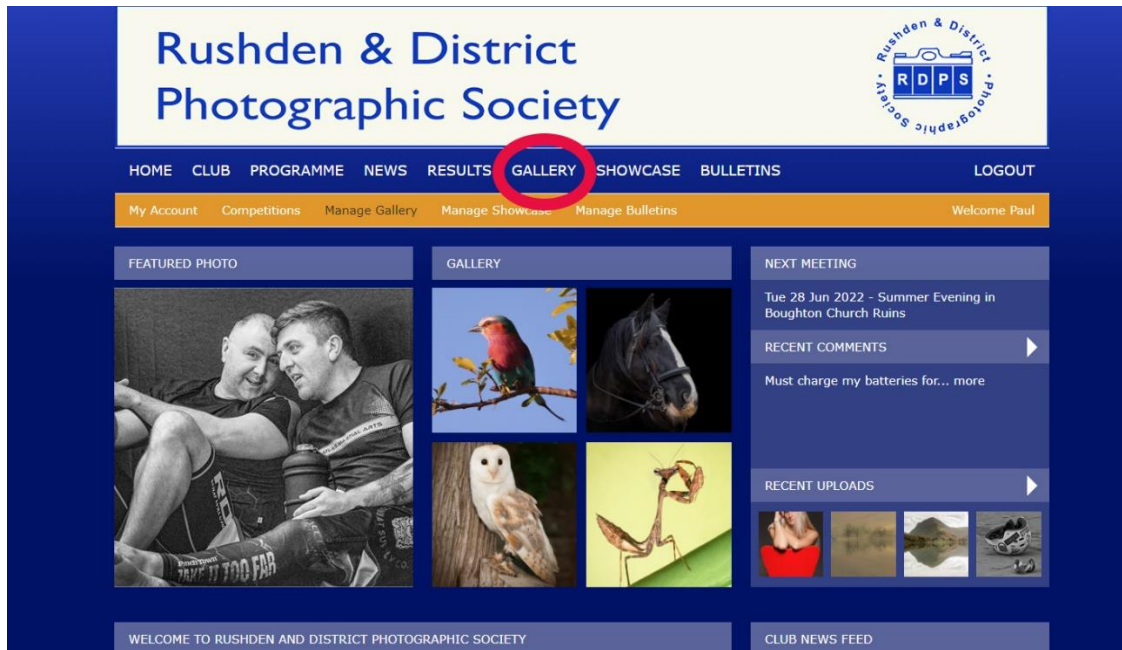 Rushden & District
Photographic Society
Rushden & District Photographic Society
RDPS
HOME CLUB PROGRAMME NEWS RESULTS GALLERY SHOWCASE BULLETINS LOGOUT
My Account Competitions Manage Gallery Manage Showcase Manage Bulletins Welcome Paul
FEATURED PHOTO
GALLERY
NEXT MEETING
Tue 28 Jun 2022 - Summer Evening in
Boughton Church Ruins
RECENT COMMENTS
Must charge my batteries for... more
RECENT UPLOADS
TAKE IT TOO FAR
WELCOME TO RUSHDEN AND DISTRICT PHOTOGRAPHIC SOCIETY
CLUB NEWS FEED